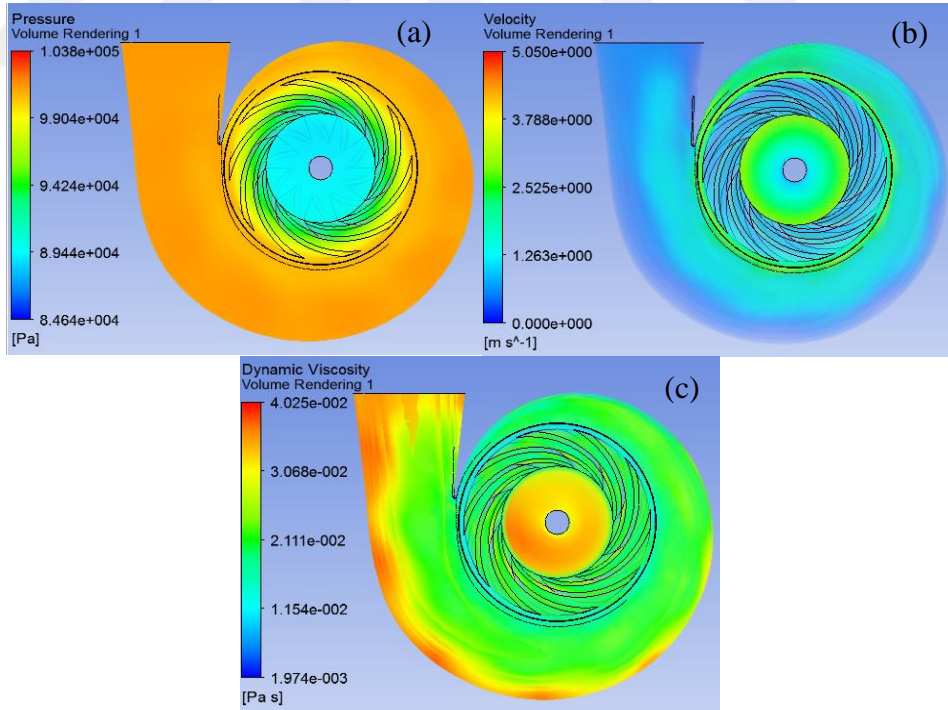 Pressure
Volume Rendering 1
(a)
1.038e+005
9.904e+004
9.424e+004
8.944e+004
8.464e+004
[Pa]
Velocity
Volume Rendering 1
(b)
5.050e+000
3.788e+000
2.525e+000
1.263e+000
0.000e+000
[m s^-1]
Dynamic Viscosity
Volume Rendering 1
(c)
4.025e-002
3.068e-002
2.111e-002
1.154e-002
1.974e-003
[Pa s]